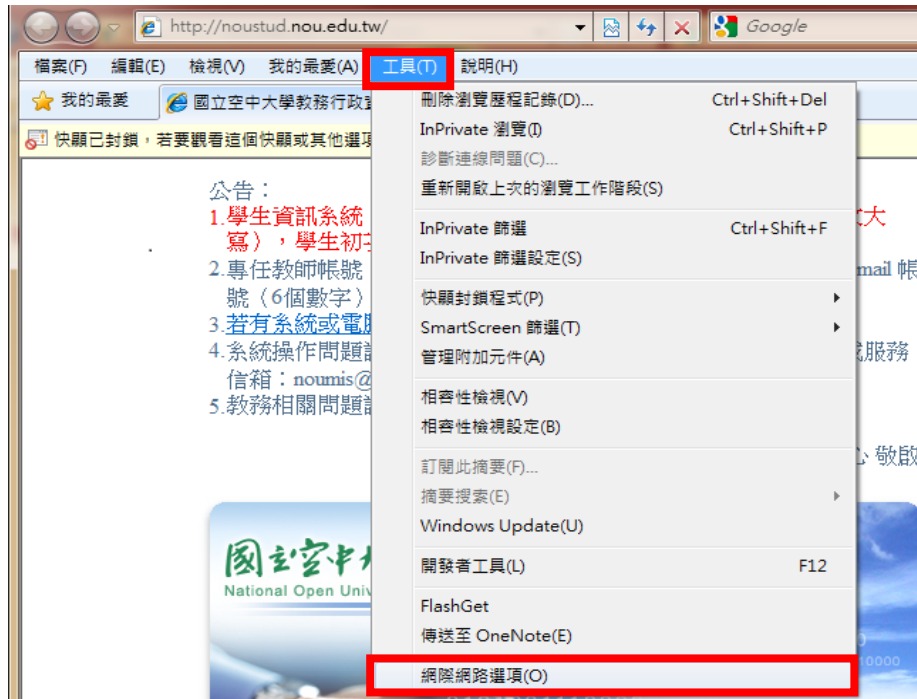 http://noustud.nou.edu.tw/
Google
檔案(F) 編輯(E) 檢視(V) 我的最愛(A) 工具(T) 說明(H)
我的最愛 國立空中大學教務行政
快顯已封鎖，若要觀看這個快顯或其他選項
刪除瀏覽歷程記錄(D)... Ctrl+Shift+Del
InPrivate 瀏覽(I) Ctrl+Shift+P
診斷連線問題(C)...
重新開啟上次的瀏覽工作階段(S)
InPrivate 篩選 Ctrl+Shift+F
InPrivate 篩選設定(S)
快顯封鎖程式(P)
SmartScreen 篩選(T)
管理附加元件(A)
相容性檢視(V)
相容性檢視設定(B)
訂閱此摘要(F)...
摘要搜索(E)
Windows Update(U)
開發者工具(L) F12
FlashGet
傳送至 OneNote(E)
網際網路選項(O)
公告：
1.學生資訊系統 大
寫），學生初
2.專任教師帳號 mail 帳
號（6個數字）
3.若有系統或電
4.系統操作問題 服務
信箱：noumis@
5.教務相關問題
敬啟
國立空中
National Open Univ
10000